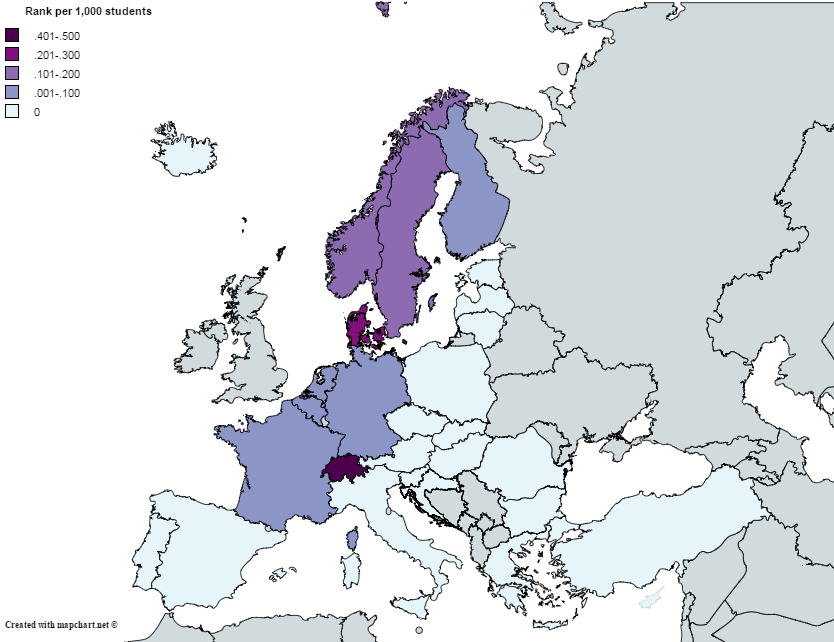 Rank per 1,000 students
.401-.500
.201-.300
.101-.200
.001-.100
0
Created with mapchart.net ©